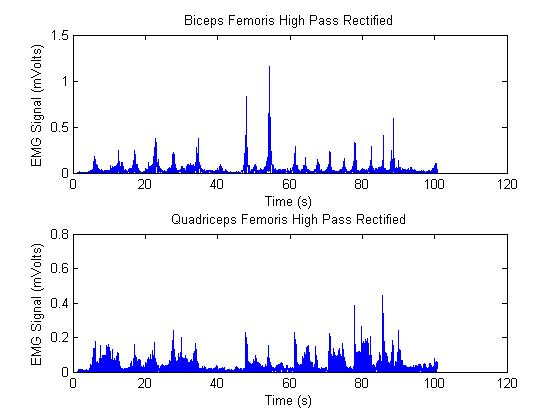 Biceps Femoris High Pass Rectified
1.5
1
0.5
0
EMG Signal (mVolts)
0 20 40 60 80 100 120
Time (s)
Quadriceps Femoris High Pass Rectified
0.8
0.6
0.4
0.2
0
EMG Signal (mVolts)
0 20 40 60 80 100 120
Time (s)